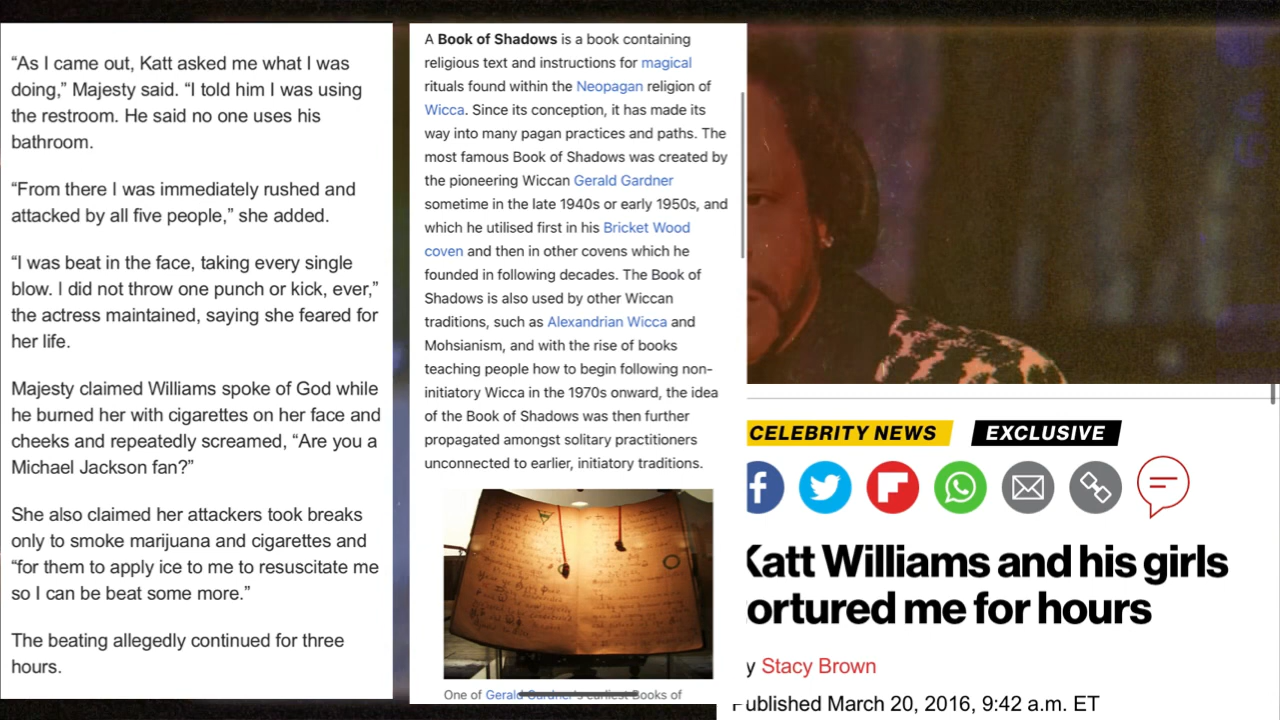 “As I came out, Katt asked me what I was
doing,” Majesty said. “I told him I was using
the restroom. He said no one uses his
bathroom.
“From there I was immediately rushed and
attacked by all five people,” she added.
“I was beat in the face, taking every single
blow. I did not throw one punch or kick, ever,”
the actress maintained, saying she feared for
her life.
Majesty claimed Williams spoke of God while
he burned her with cigarettes on her face and
cheeks and repeatedly screamed, “Are you a
Michael Jackson fan?”
She also claimed her attackers took breaks
only to smoke marijuana and cigarettes and
“for them to apply ice to me to resuscitate me
so I can be beat some more.”
The beating allegedly continued for three
hours.
A Book of Shadows is a book containing
religious text and instructions for magical
rituals found within the Neopagan religion of
Wicca. Since its conception, it has made its
way into many pagan practices and paths. The
most famous Book of Shadows was created by
the pioneering Wiccan Gerald Gardner
sometime in the late 1940s or early 1950s, and
which he utilised first in his Bricket Wood
coven and then in other covens which he
founded in following decades. The Book of
Shadows is also used by other Wiccan
traditions, such as Alexandrian Wicca and
Mohsianism, and with the rise of books
teaching people how to begin following non-
initiatory Wicca in the 1970s onward, the idea
of the Book of Shadows was then further
propagated amongst solitary practitioners
unconnected to earlier, initiatory traditions.
One of Gerald Gardner's earliest Books of
CELEBRITY NEWS EXCLUSIVE
Katt Williams and his girls
ortured me for hours
y Stacy Brown
ublished March 20, 2016, 9:42 a.m. ET